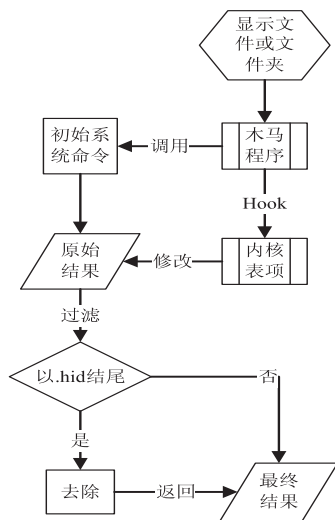 显示文
件或文
件夹
初始系
统命令
调用
木马
程序
Hook
原始
结果
修改
内核
表项
过滤
以.hid结尾
否
是
去除
返回
最终
结果